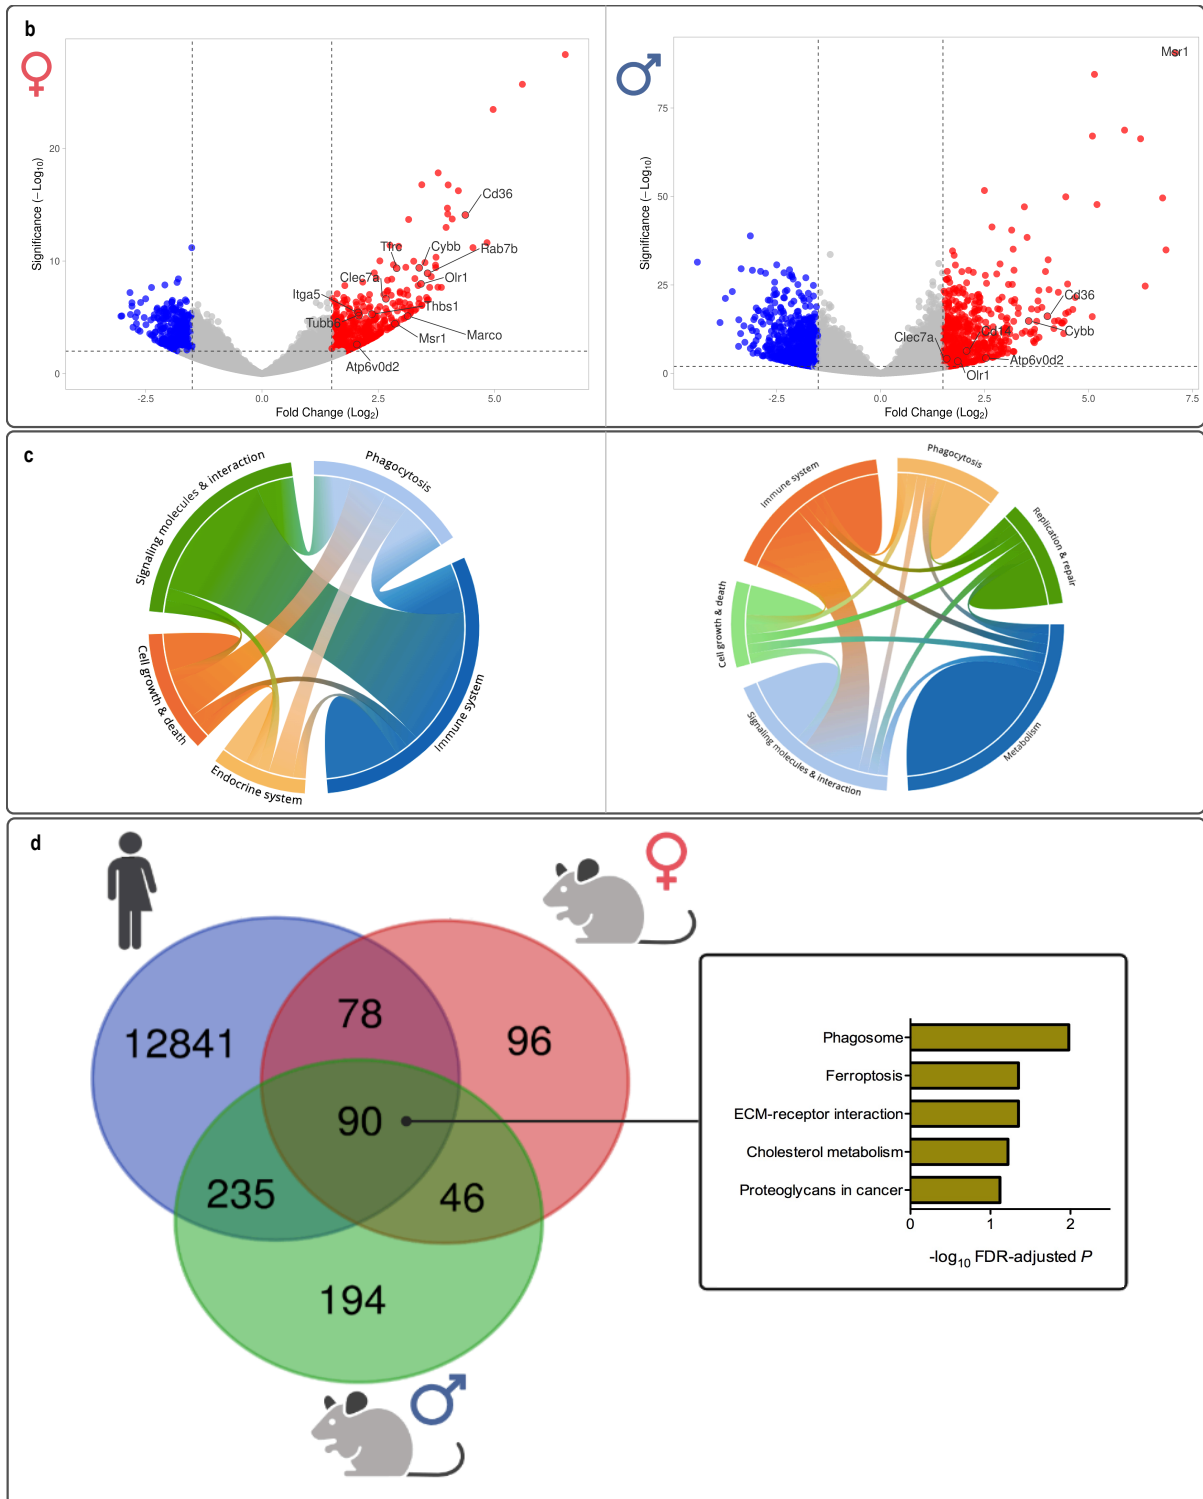 b
Significance (−Log10)
20
10
0
-2.5
0.0
2.5
5.0
Fold Change (Log2)
Cd36
Tfrc
Cybb
Rab7b
Clec7a
Olr1
Itga5
Thbs1
Tubb6
Marco
Msr1
Atp6v0d2
Significance (−Log10)
75
50
25
0
-2.5
0.0
2.5
5.0
7.5
Fold Change (Log2)
Msr1
Cd36
Cd14
Cybb
Clec7a
Atp6v0d2
Olr1
c
Signaling molecules & interaction
Phagocytosis
Cell growth & death
Endocrine system
Immune system
Immune system
Phagocytosis
Replication & repair
Cell growth & death
Signaling molecules & interaction
Metabolism
d
12841
78
96
90
235
46
194
Phagosome
Ferroptosis
ECM-receptor interaction
Cholesterol metabolism
Proteoglycans in cancer
0
1
2
-log10 FDR-adjusted P